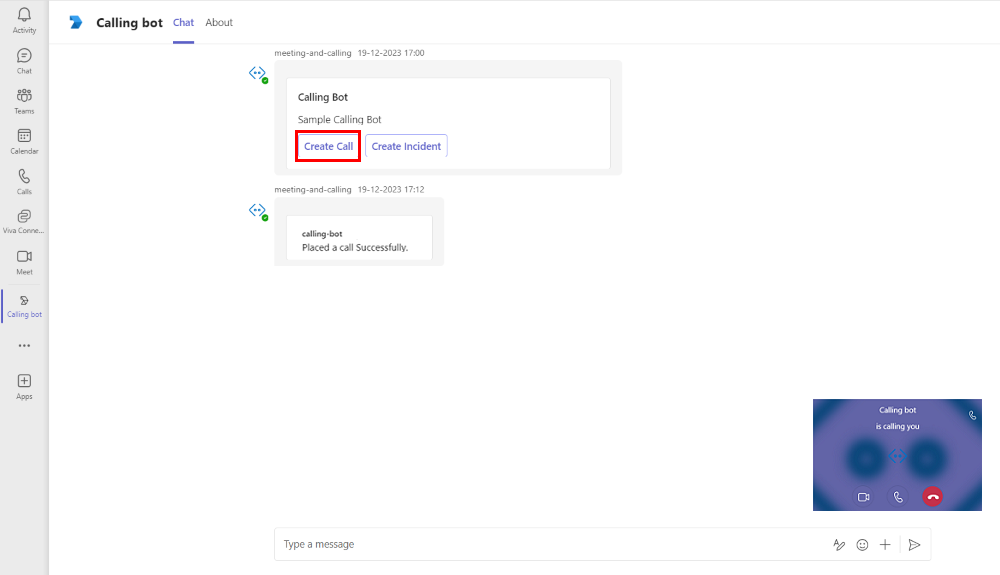 Activity
Chat
Teams
Calendar
Calls
Viva Conne...
Meet
Calling bot
Apps
Calling bot Chat About
meeting-and-calling 19-12-2023 17:00
Calling Bot
Sample Calling Bot
Create Call Create Incident
meeting-and-calling 19-12-2023 17:12
calling-bot
Placed a call Successfully.
Calling bot
is calling you
Type a message